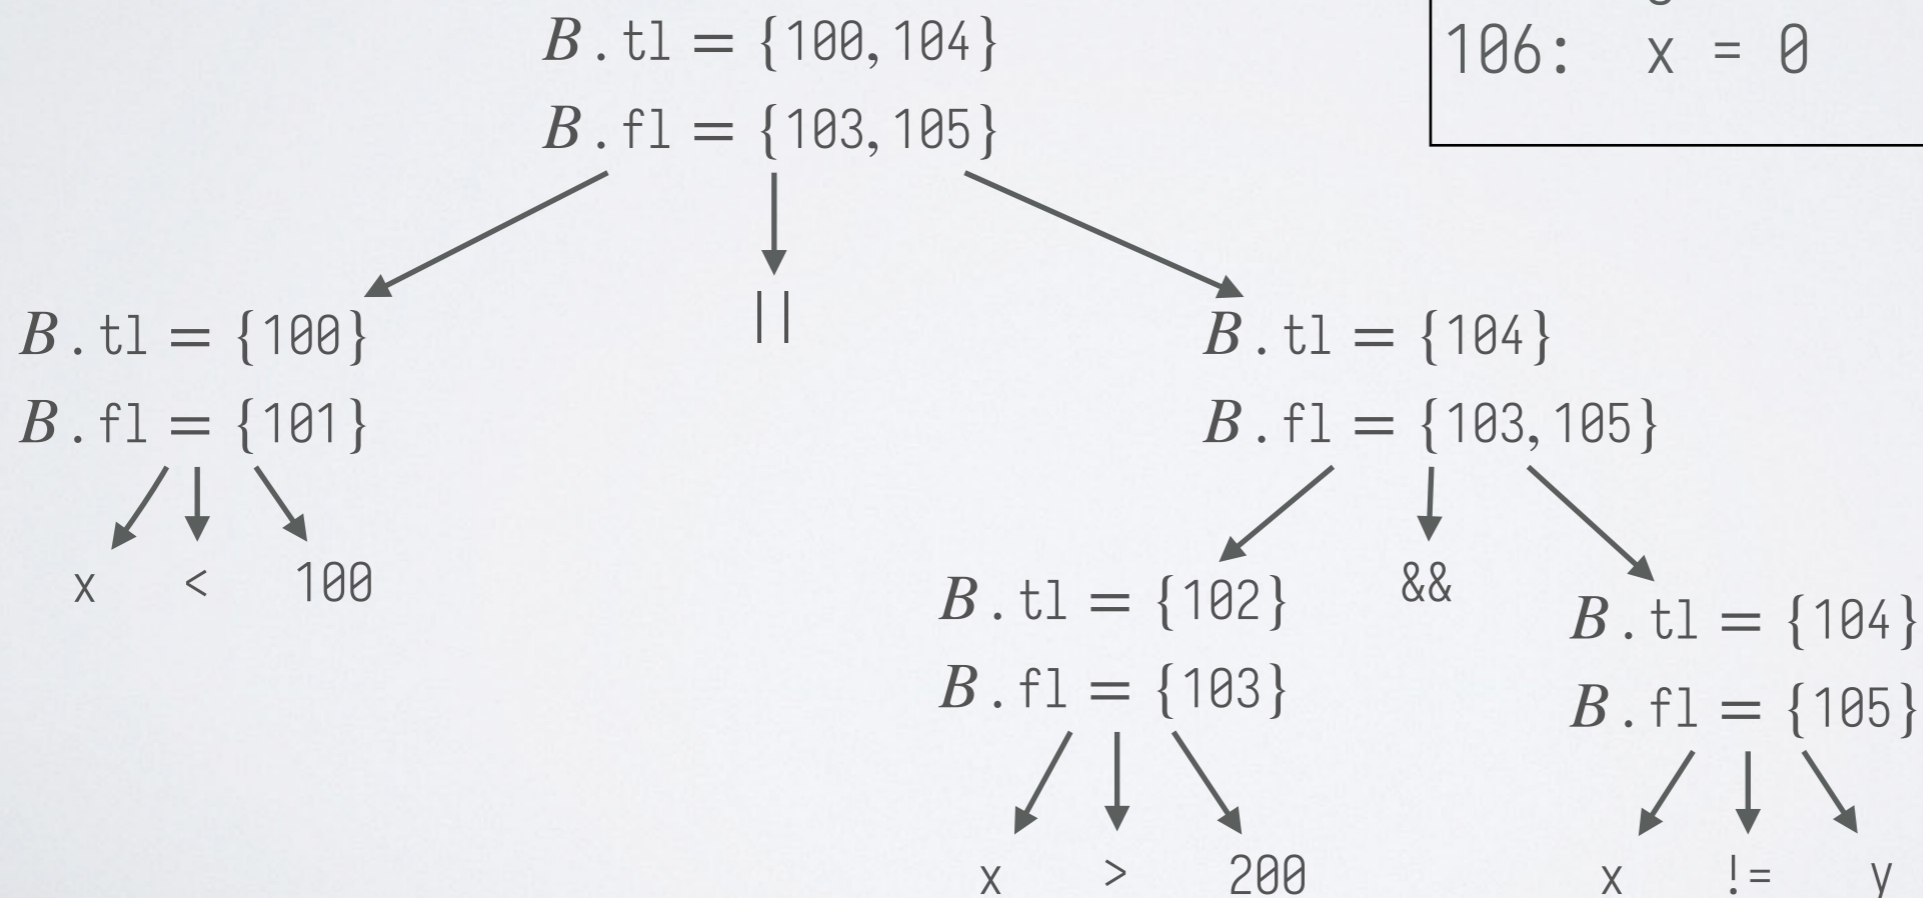 B.tl = {100, 104}
B.fl = {103, 105}
106: x = 0
B.tl = {100}
B.fl = {101}
||
B.tl = {104}
B.fl = {103, 105}
x < 100
B.tl = {102}
B.fl = {103}
&&
B.tl = {104}
B.fl = {105}
x > 200
x != y